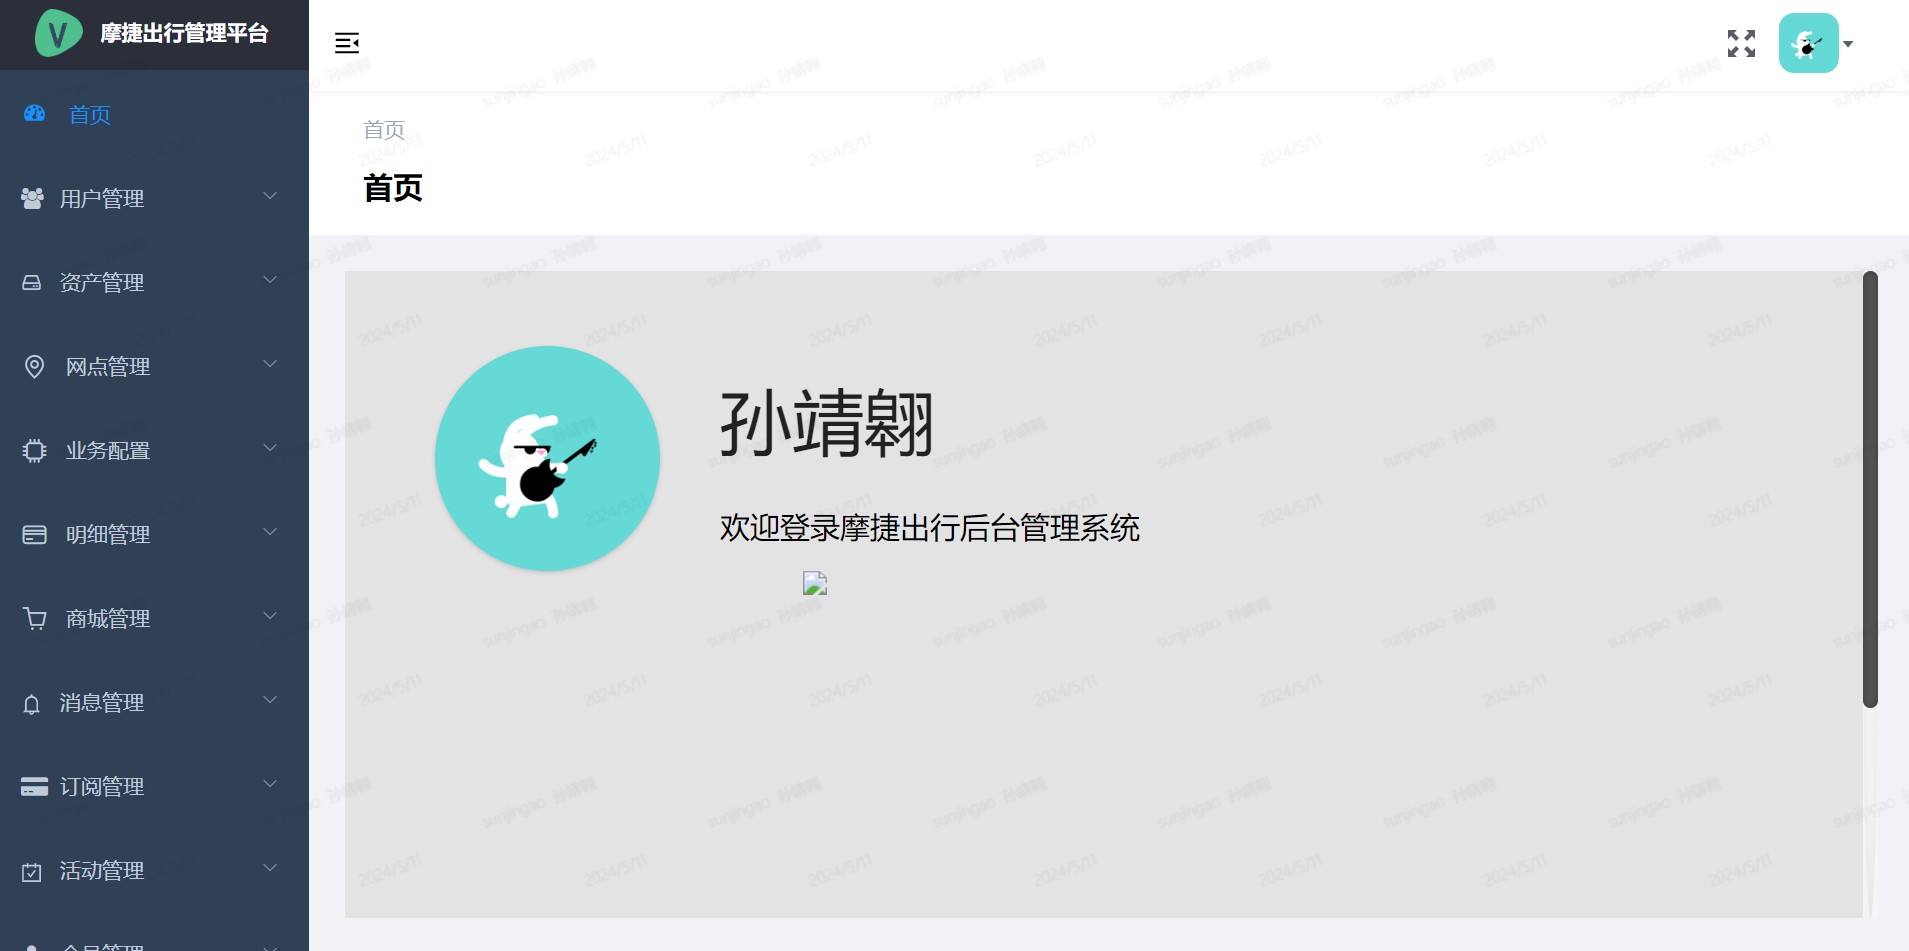 摩捷出行管理平台
首页
用户管理
资产管理
网点管理
业务配置
明细管理
商城管理
消息管理
订阅管理
活动管理
首页
首页
孙靖翱
欢迎登录摩捷出行后台管理系统
sunjingao 孙靖翱
2024/5/11